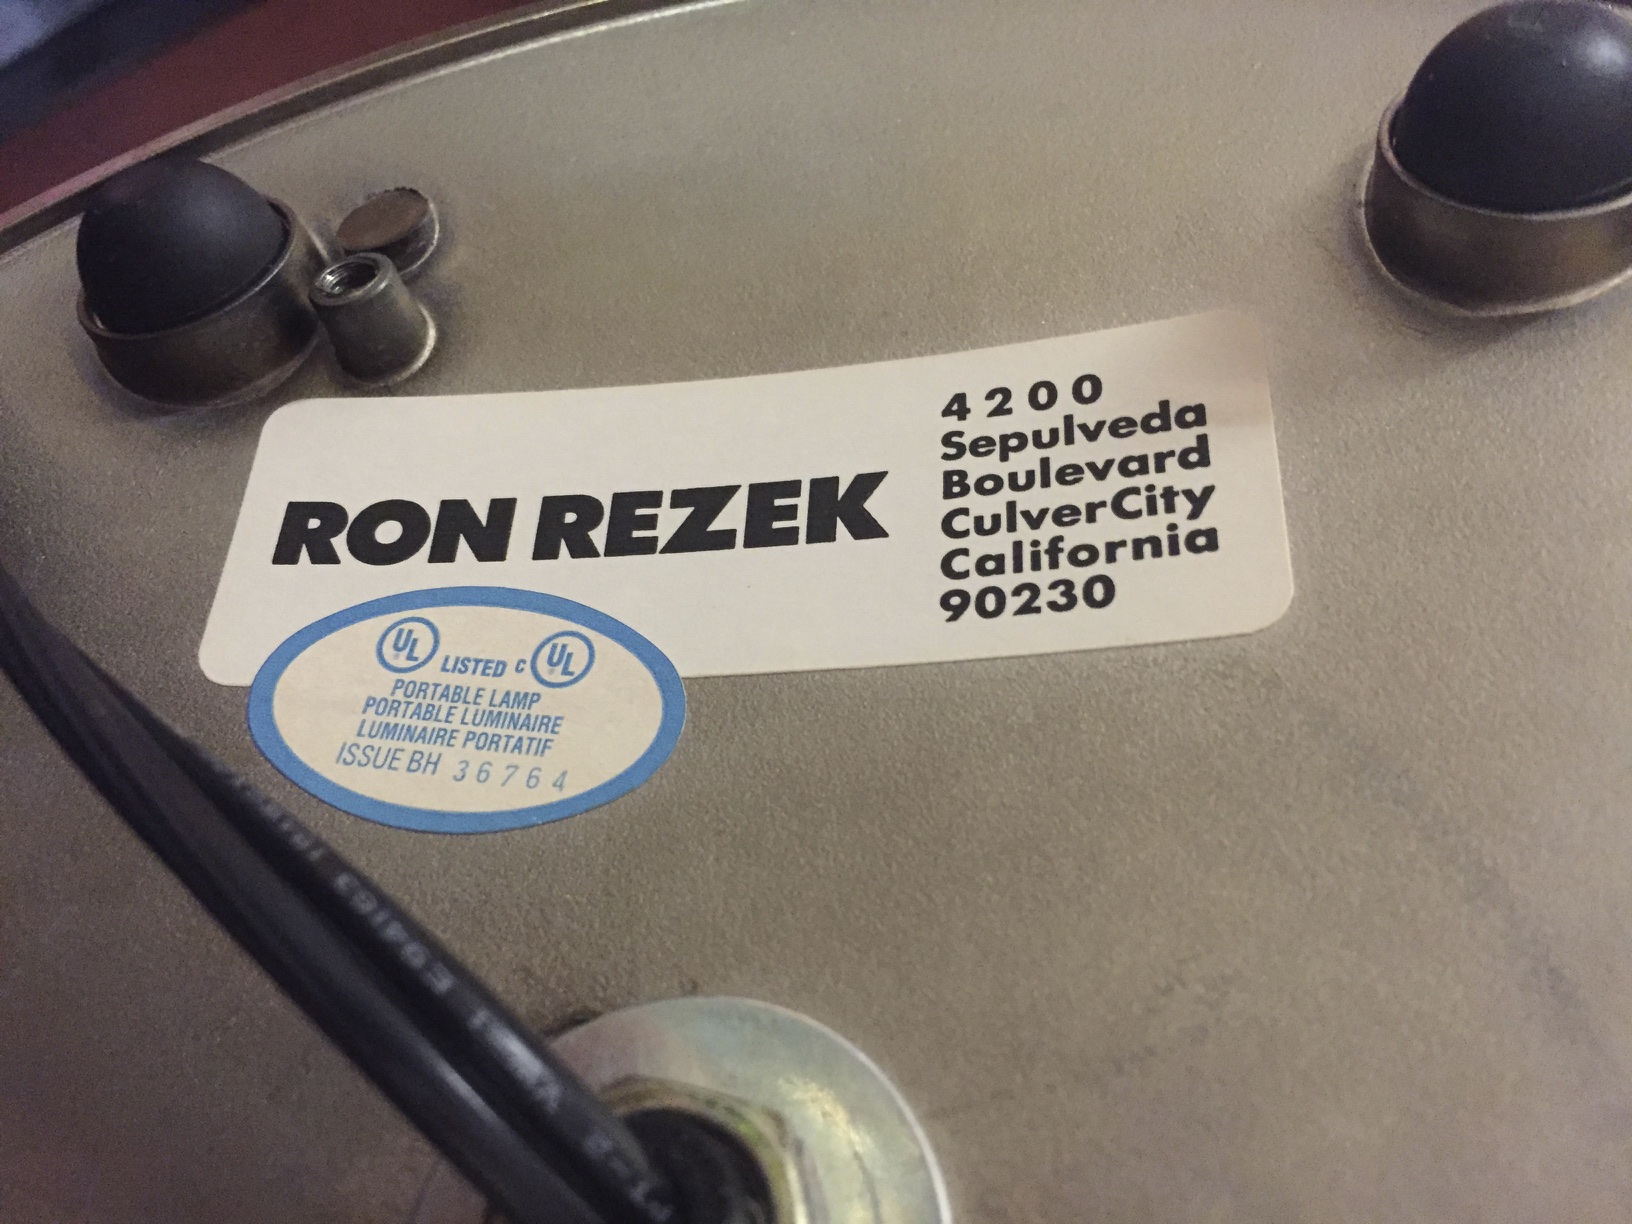 RON REZEK
4200
Sepulveda
Boulevard
CulverCity
California
90230
UL LISTED C UL
PORTABLE LAMP
PORTABLE LUMINAIRE
LUMINAIRE PORTATIF
ISSUE BH 36764